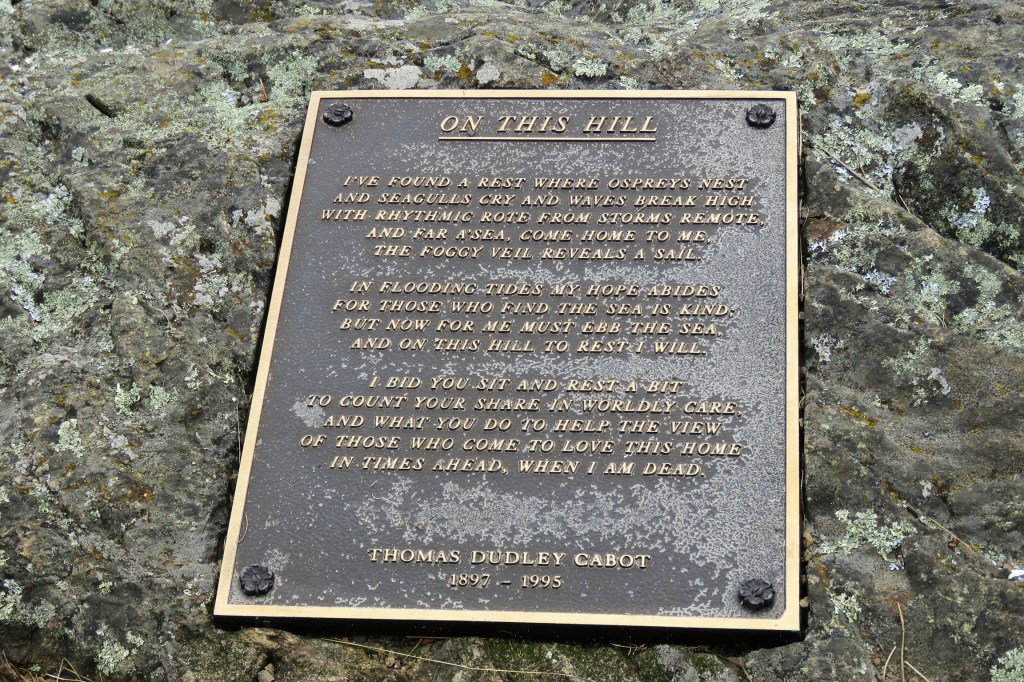 ON THIS HILL
I'VE FOUND A REST WHERE OSPREYS NEST
AND SEAGULLS CRY AND WAVES BREAK HIGH
WITH RHYTHMIC ROTE FROM STORMS REMOTE,
AND FAR A'SEA, COME HOME TO ME,
THE FOGGY VEIL REVEALS A SAIL.
IN FLOODING TIDES MY HOPE ABIDES
FOR THOSE WHO FIND THE SEA IS KIND;
BUT NOW FOR ME MUST EBB THE SEA,
AND ON THIS HILL TO REST I WILL.
I BID YOU SIT AND REST A BIT
TO COUNT YOUR SHARE IN WORLDLY CARE,
AND WHAT YOU DO TO HELP THE VIEW
OF THOSE WHO COME TO LOVE THIS HOME
IN TIMES AHEAD, WHEN I AM DEAD.
THOMAS DUDLEY CABOT
1897 – 1995